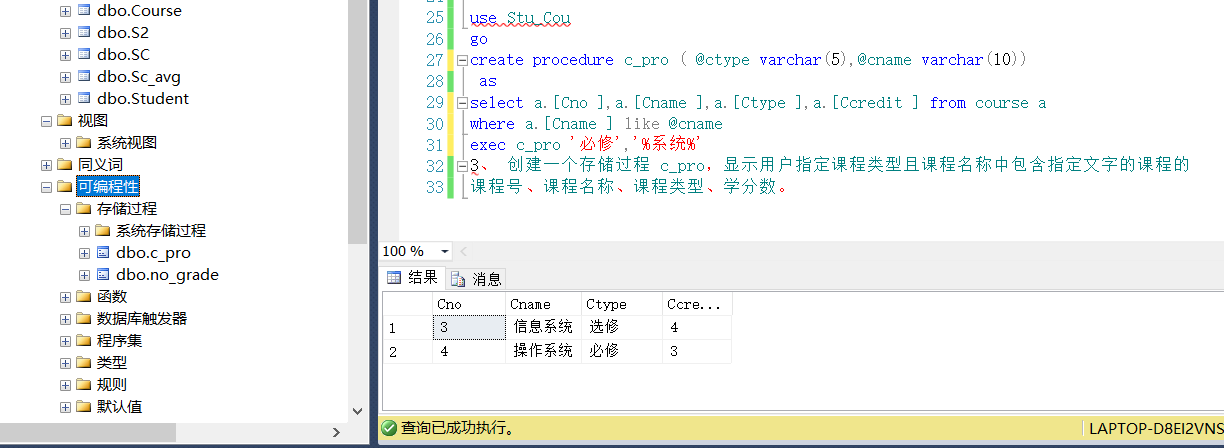 dbo.Course
dbo.S2
dbo.SC
dbo.Sc_avg
dbo.Student
视图
系统视图
同义词
可编程性
存储过程
系统存储过程
dbo.c_pro
dbo.no_grade
函数
数据库触发器
程序集
类型
规则
默认值
25 use Stu_Cou
26 go
27 create procedure c_pro ( @ctype varchar(5),@cname varchar(10))
28 as
29 select a.[Cno ],a.[Cname ],a.[Ctype ],a.[Ccredit ] from course a
30 where a.[Cname ] like @cname
31 exec c_pro '必修','%系统%'
32 3、 创建一个存储过程 c_pro，显示用户指定课程类型且课程名称中包含指定文字的课程的
33 课程号、课程名称、课程类型、学分数。
100 %
结果 消息
Cno Cname Ctype Ccre...
1 3 信息系统 选修 4
2 4 操作系统 必修 3
查询已成功执行。 LAPTOP-D8EI2VNS